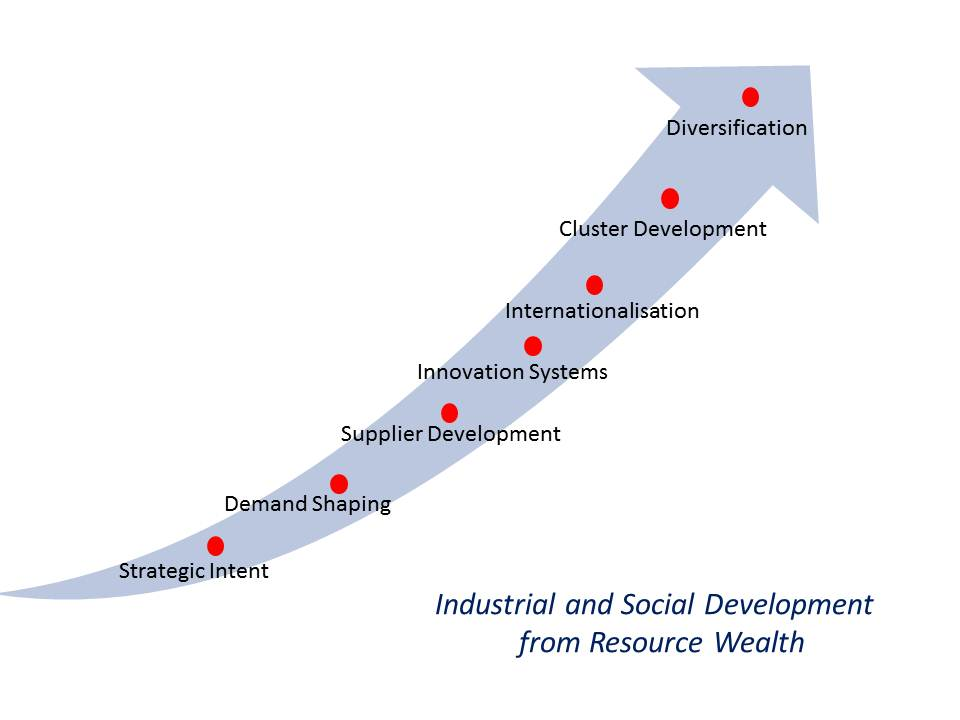 Diversification
Cluster Development
Internationalisation
Innovation Systems
Supplier Development
Demand Shaping
Strategic Intent
Industrial and Social Development
from Resource Wealth